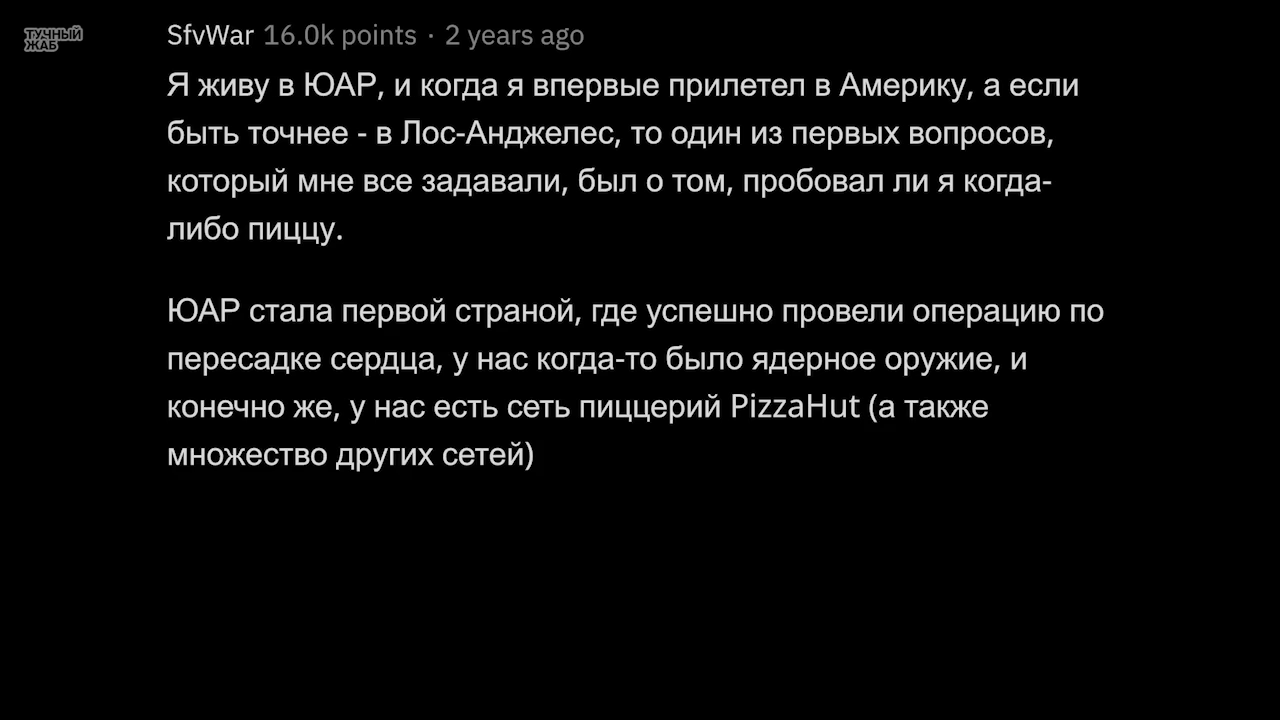 ТУЧНЫЙ
ЖАБ
SfvWar 16.0k points · 2 years ago
Я живу в ЮАР, и когда я впервые прилетел в Америку, а если
быть точнее - в Лос-Анджелес, то один из первых вопросов,
который мне все задавали, был о том, пробовал ли я когда-
либо пиццу.
ЮАР стала первой страной, где успешно провели операцию по
пересадке сердца, у нас когда-то было ядерное оружие, и
конечно же, у нас есть сеть пиццерий PizzaHut (а также
множество других сетей)